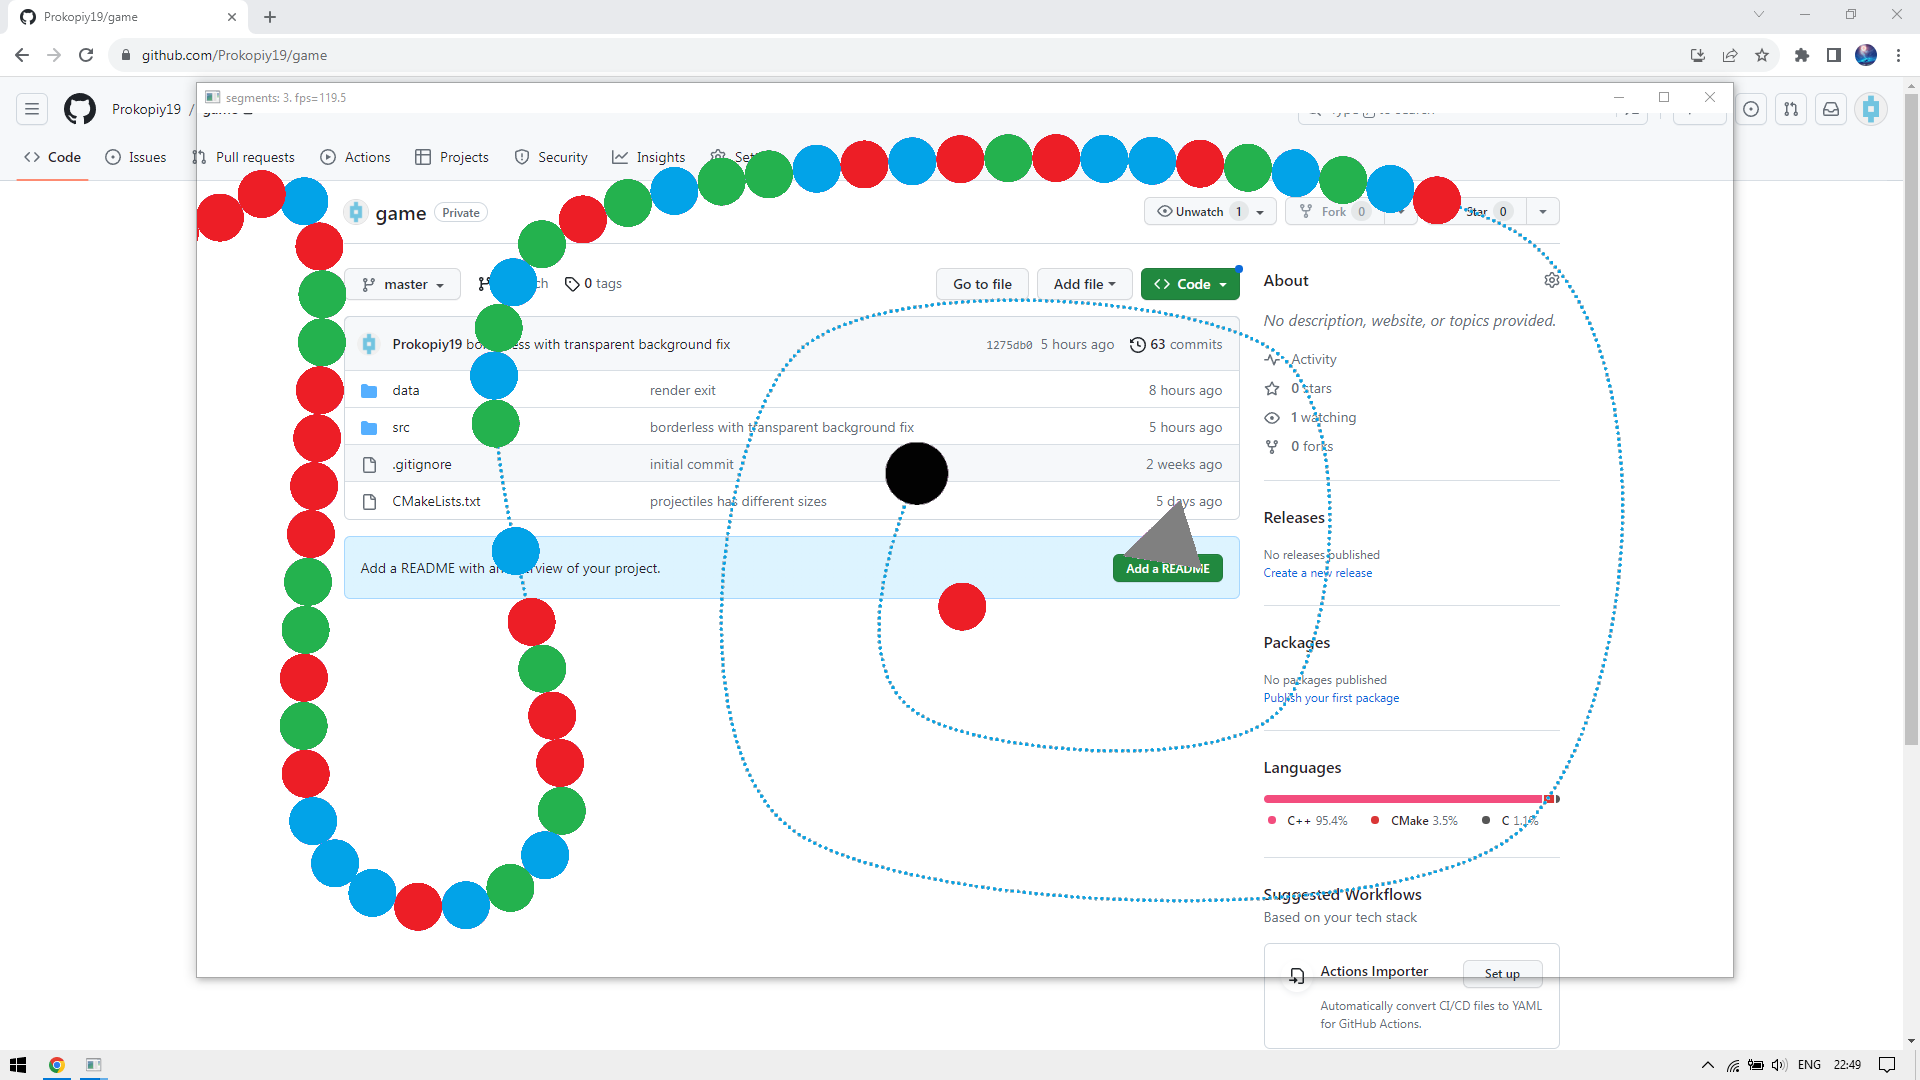 Prokopiy19/game
github.com/Prokopiy19/game
segments: 3. fps=119.5
Prokopiy19 /
Code
Issues
Pull requests
Actions
Projects
Security
Insights
game
Private
Unwatch 1
Fork 0
Star 0
master
0 tags
Go to file
Add file
Code
About
No description, website, or topics provided.
Prokopiy19
with transparent background fix
1275db0 5 hours ago
63 commits
Activity
data
render exit
8 hours ago
0 stars
1 watching
src
borderless with transparent background fix
5 hours ago
0 forks
.gitignore
initial commit
2 weeks ago
CMakeLists.txt
projectiles has different sizes
5 days ago
Releases
No releases published
Create a new release
Add a README with an
of your project.
Add a README
Packages
No packages published
Publish your first package
Languages
C++ 95.4%
CMake 3.5%
C 1.1%
Suggested Workflows
Based on your tech stack
Actions Importer
Set up
Automatically convert CI/CD files to YAML
for GitHub Actions.
ENG
22:49